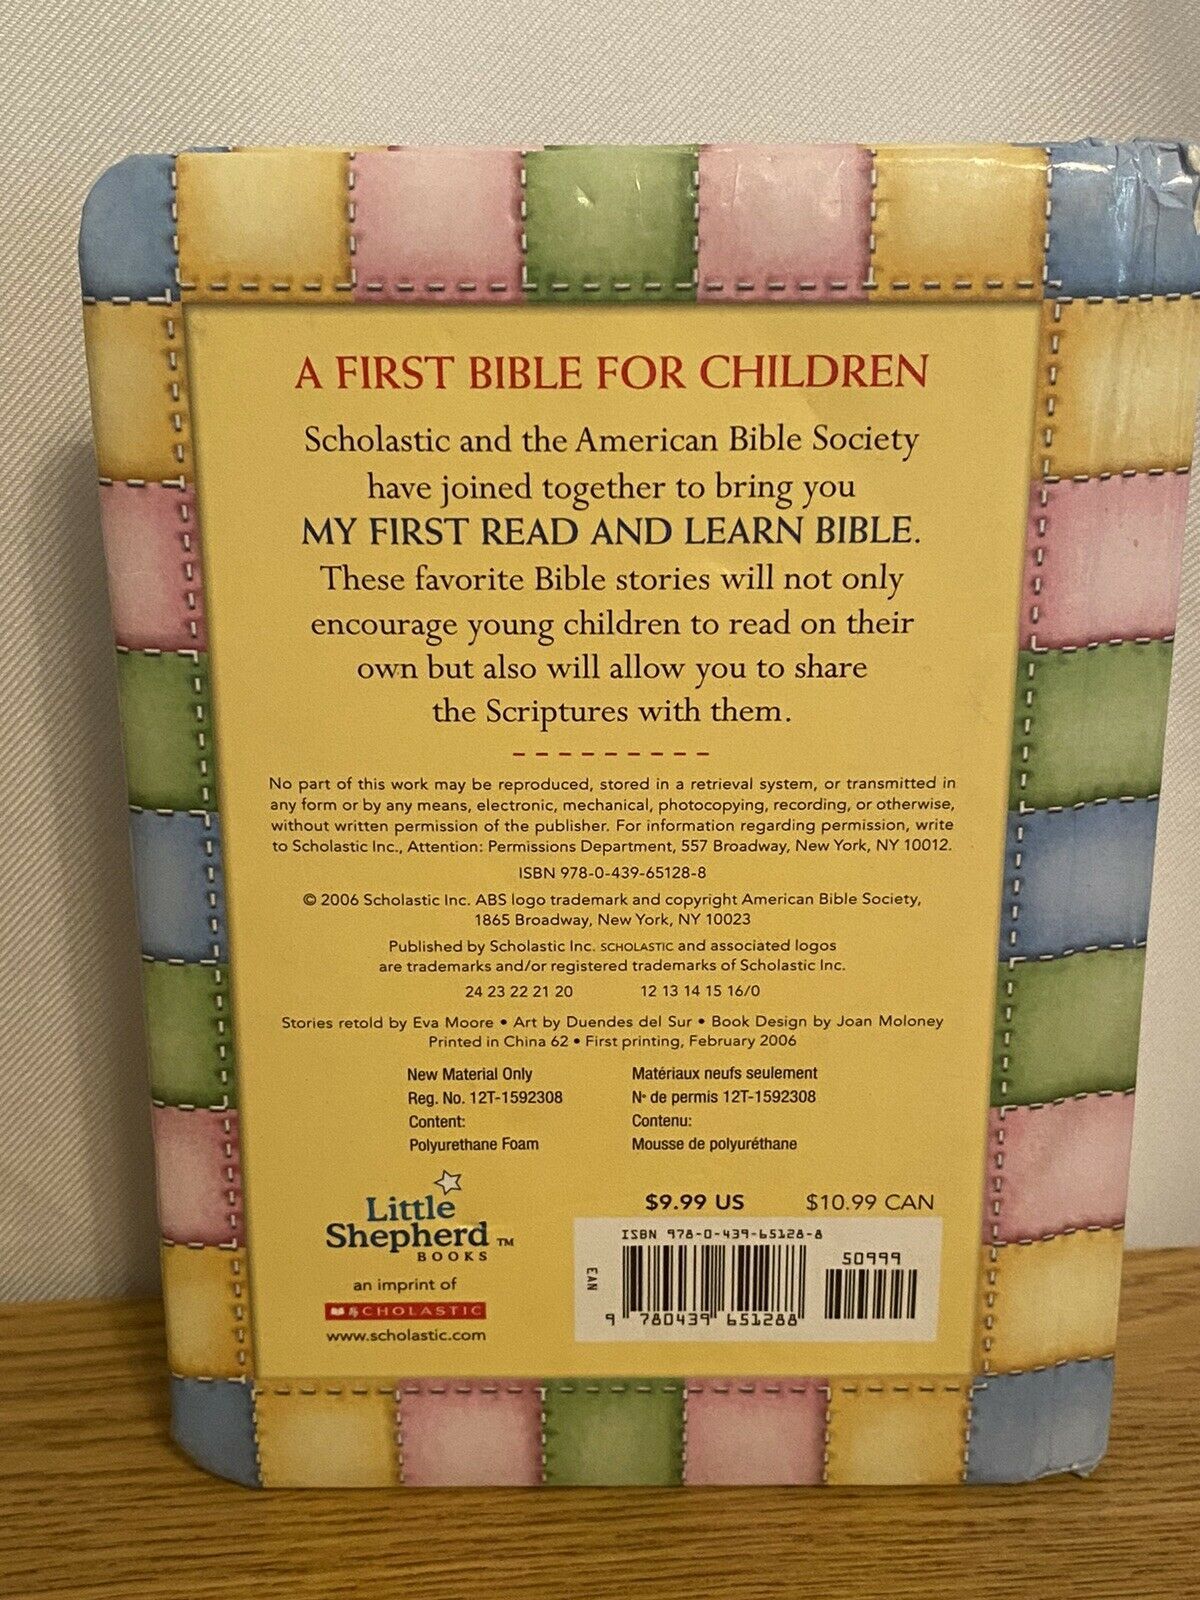 A FIRST BIBLE FOR CHILDREN
Scholastic and the American Bible Society
have joined together to bring you
MY FIRST READ AND LEARN BIBLE.
These favorite Bible stories will not only
encourage young children to read on their
own but also will allow you to share
the Scriptures with them.
No part of this work may be reproduced, stored in a retrieval system, or transmitted in
any form or by any means, electronic, mechanical, photocopying, recording, or otherwise,
without written permission of the publisher. For information regarding permission, write
to Scholastic Inc., Attention: Permissions Department, 557 Broadway, New York, NY 10012.
ISBN 978-0-439-65128-8
© 2006 Scholastic Inc. ABS logo trademark and copyright American Bible Society,
1865 Broadway, New York, NY 10023
Published by Scholastic Inc. SCHOLASTIC and associated logos
are trademarks and/or registered trademarks of Scholastic Inc.
24 23 22 21 20 12 13 14 15 16/0
Stories retold by Eva Moore • Art by Duendes del Sur • Book Design by Joan Moloney
Printed in China 62 • First printing, February 2006
New Material Only
Reg. No. 12T-1592308
Content:
Polyurethane Foam
Matériaux neufs seulement
Nº de permis 12T-1592308
Contenu:
Mousse de polyuréthane
Little
Shepherd™
BOOKS
an imprint of
SCHOLASTIC
www.scholastic.com
$9.99 US $10.99 CAN
ISBN 978-0-439-65128-8
50999
EAN
9 780439 651288